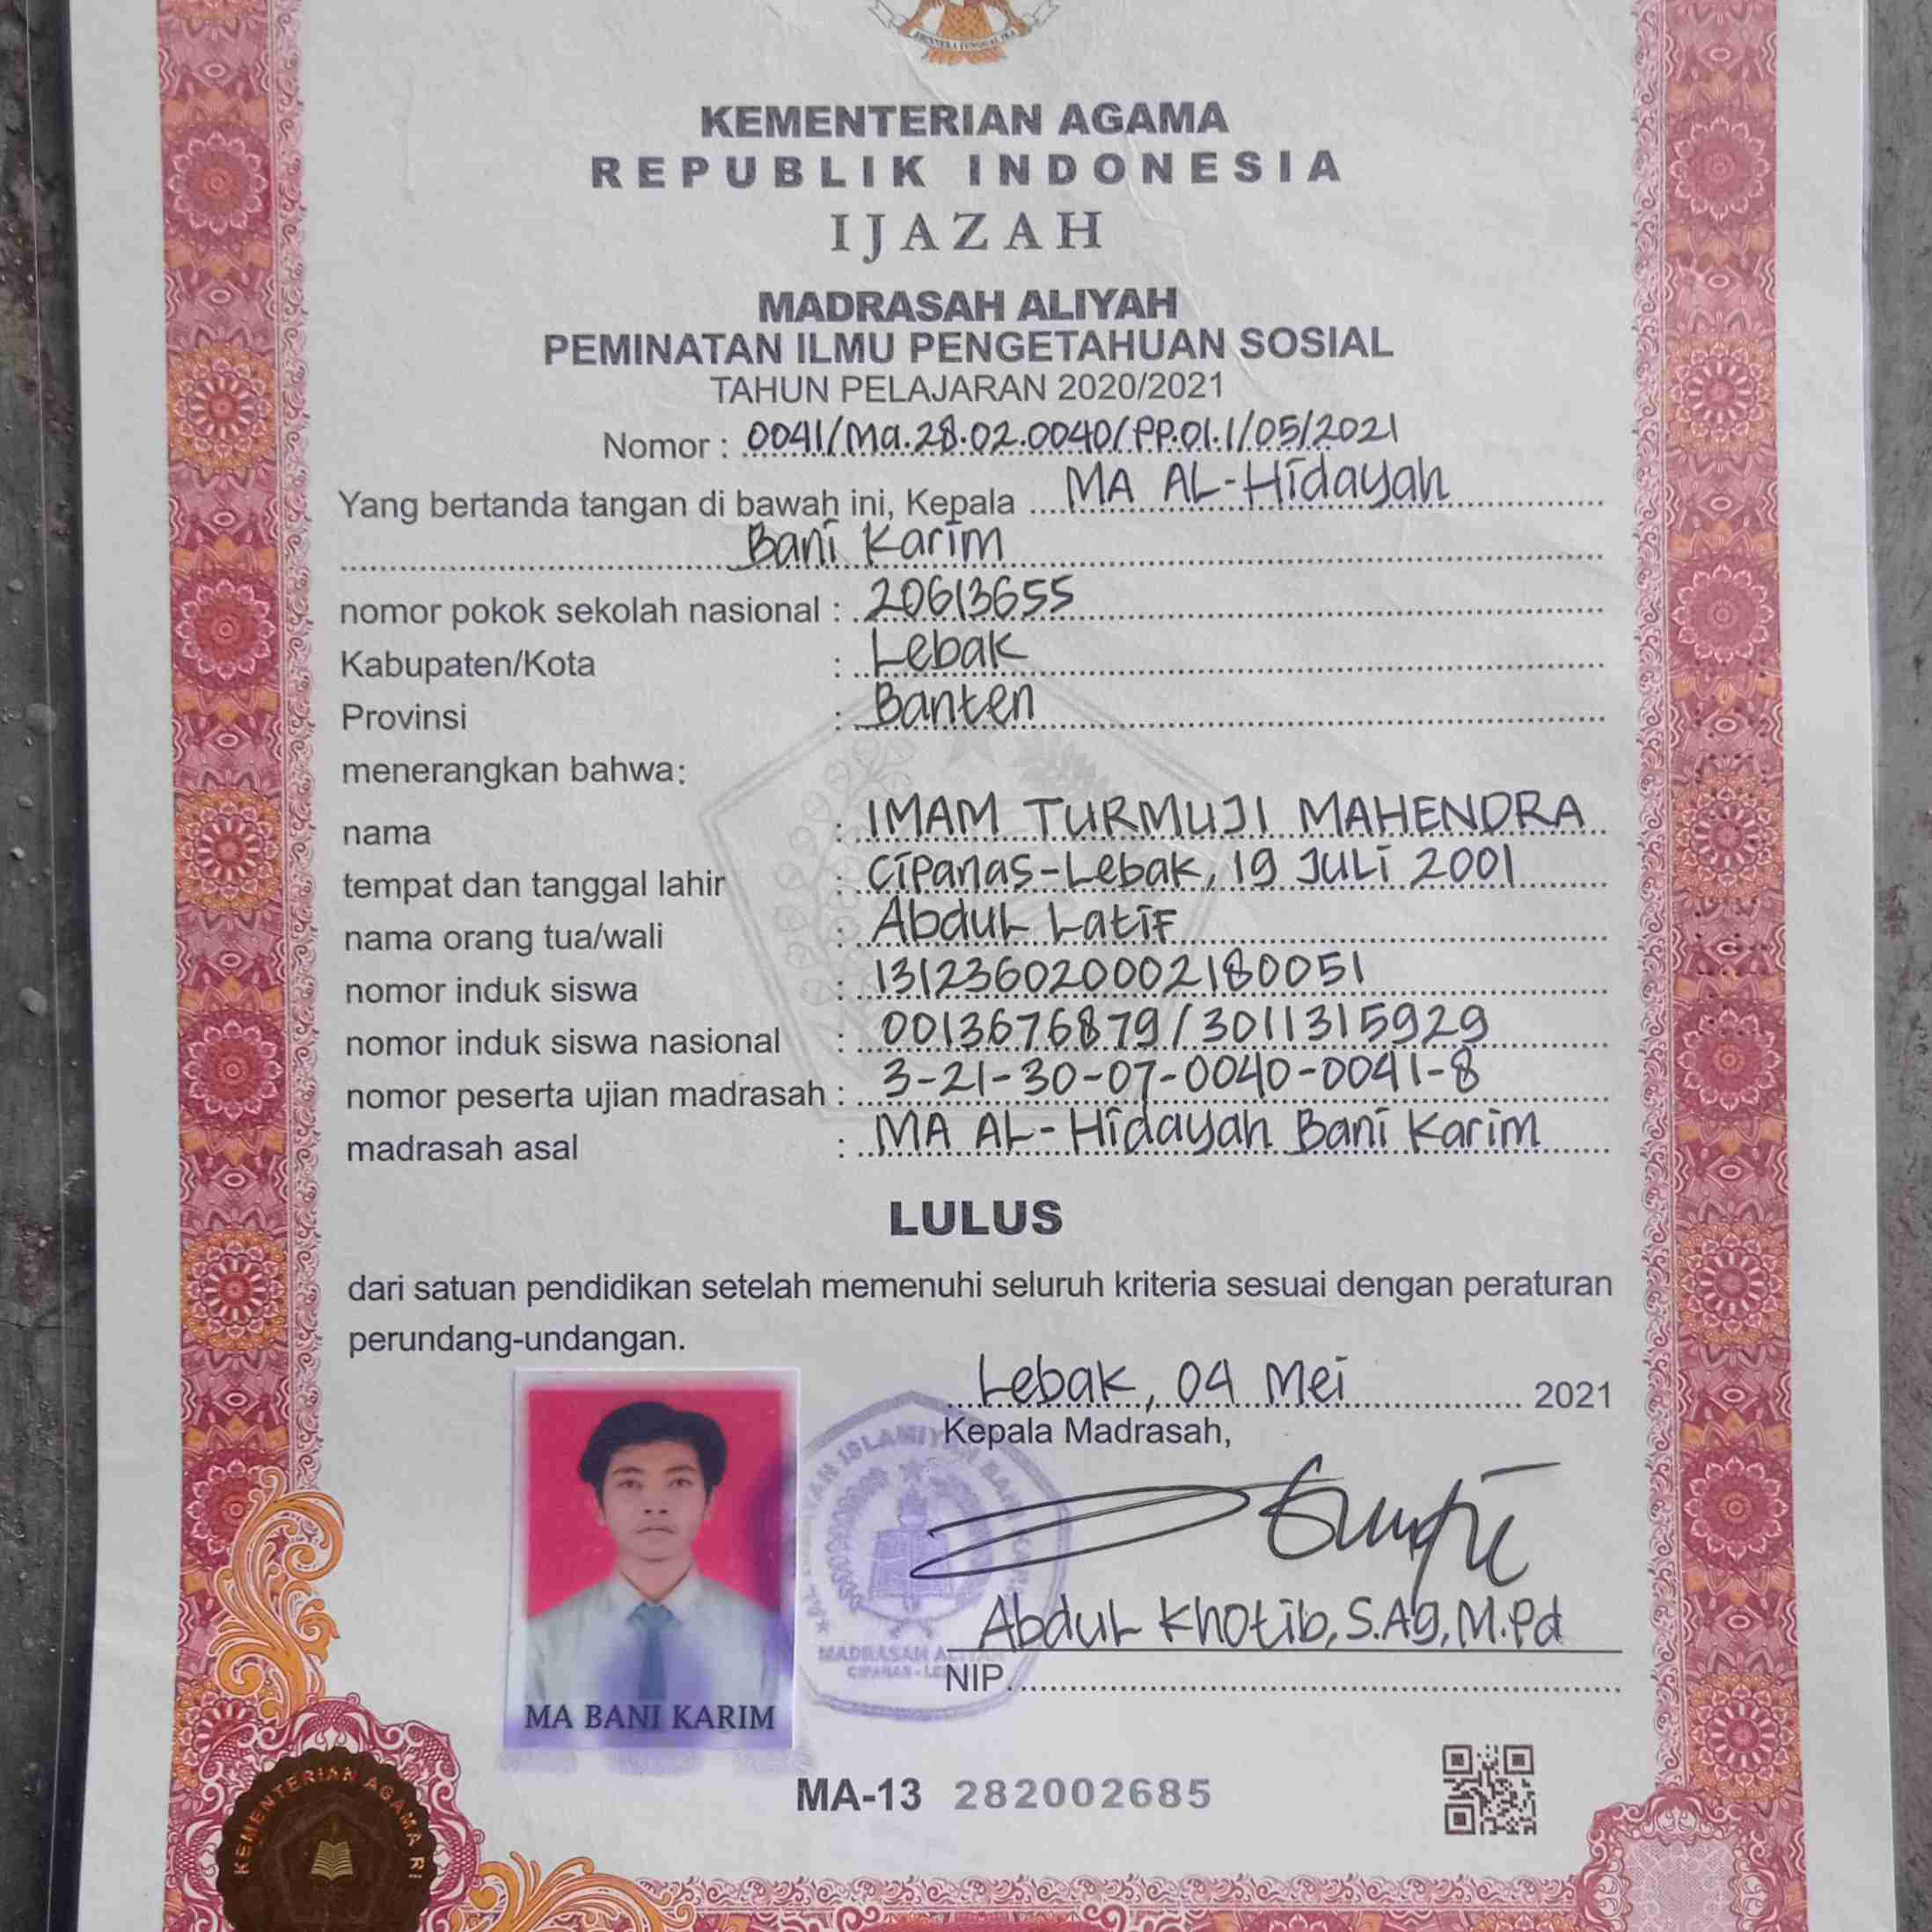 BHINNEKA TUNGGAL IKA
KEMENTERIAN AGAMA
REPUBLIK INDONESIA
IJAZAH
MADRASAH ALIYAH
PEMINATAN ILMU PENGETAHUAN SOSIAL
TAHUN PELAJARAN 2020/2021
Nomor : 0041/Ma.28.02.0040/PP.01.1/05/2021
Yang bertanda tangan di bawah ini, Kepala MA AL-Hidayah
Bani Karim
nomor pokok sekolah nasional : 20613655
Kabupaten/Kota : Lebak
Provinsi : Banten
menerangkan bahwa:
nama : IMAM TURMUJI MAHENDRA
tempat dan tanggal lahir : Cipanas-Lebak, 19 Juli 2001
nama orang tua/wali : Abdul Latif
nomor induk siswa : 131236020002180051
nomor induk siswa nasional : 0013676879/3011315929
nomor peserta ujian madrasah : 3-21-30-07-0040-0041-8
madrasah asal : MA AL-Hidayah Bani Karim
LULUS
dari satuan pendidikan setelah memenuhi seluruh kriteria sesuai dengan peraturan
perundang-undangan.
Lebak, 04 Mei 2021
Kepala Madrasah,
Abdul Khotib, S.Ag, M.Pd
NIP.
MADRASAH ALIYAH
CIPANAS - LE
MA BANI KARIM
MA-13 282002685
KEMENTERIAN AGAMA RI